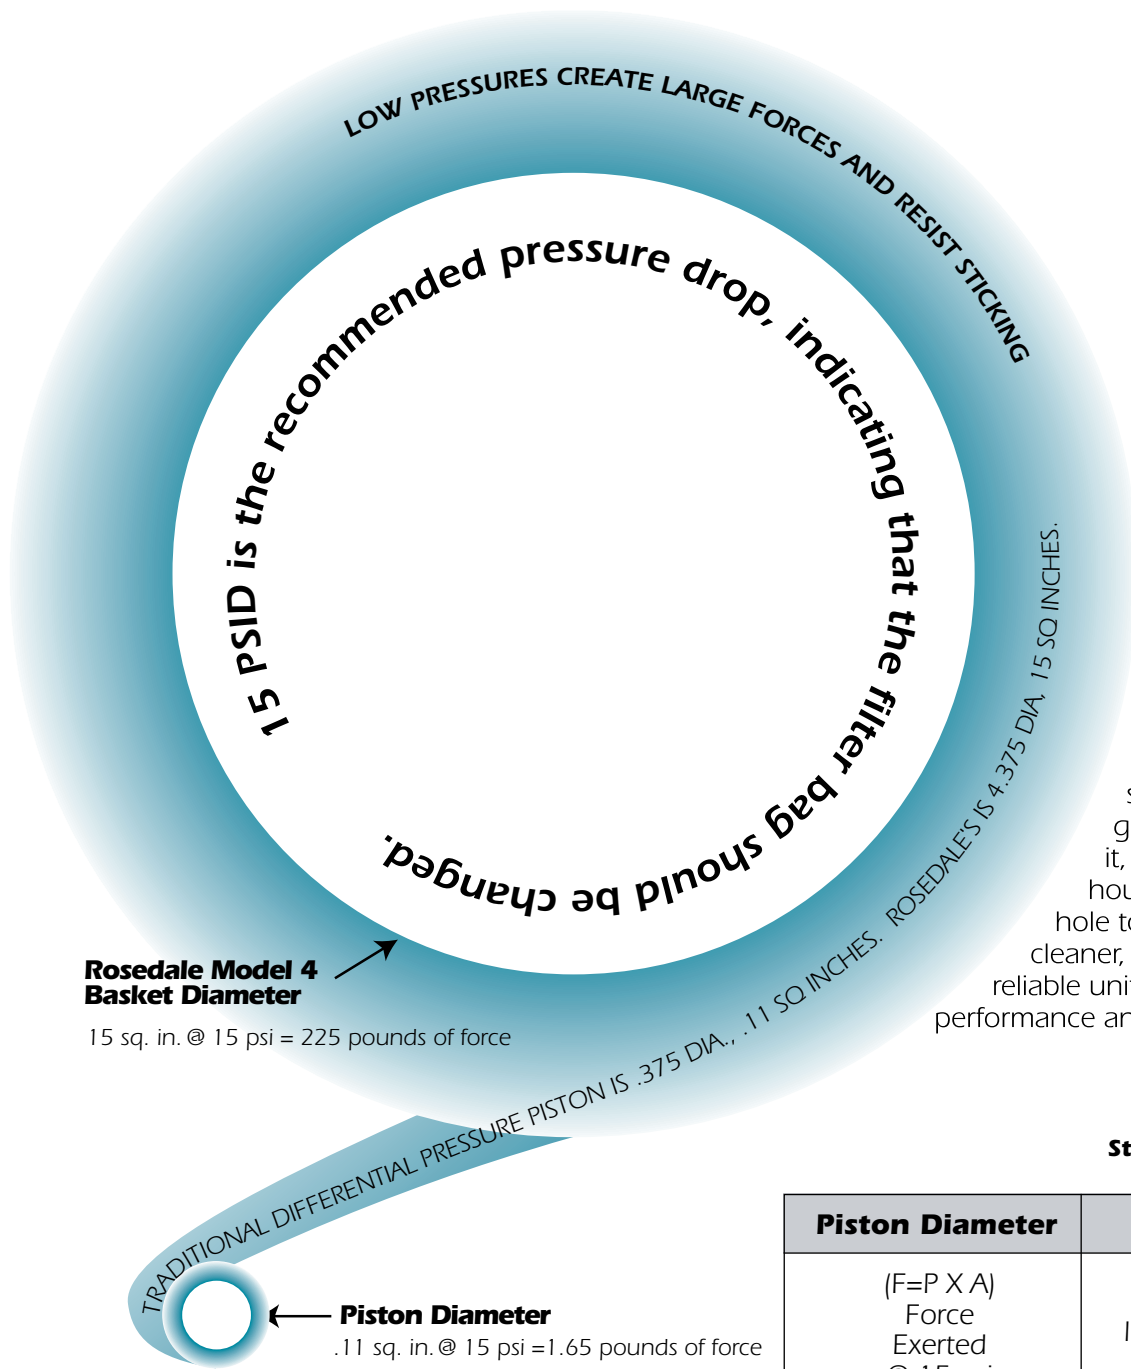 LOW PRESSURES CREATE LARGE FORCES AND RESIST STICKING
15 PSID is the recommended pressure drop, indicating that the filter bag should be changed.
TRADITIONAL DIFFERENTIAL PRESSURE PISTON IS .375 DIA., .11 SQ INCHES. ROSEDALE'S IS 4.375 DIA, 15 SQ INCHES.
Rosedale Model 4
Basket Diameter
15 sq. in. @ 15 psi = 225 pounds of force
it,
hole
cleaner,
reliable
performance
Piston Diameter
.11 sq. in. @ 15 psi =1.65 pounds of force
Piston Diameter
(F=P X A)
Force
Exerted
@ 15 psi